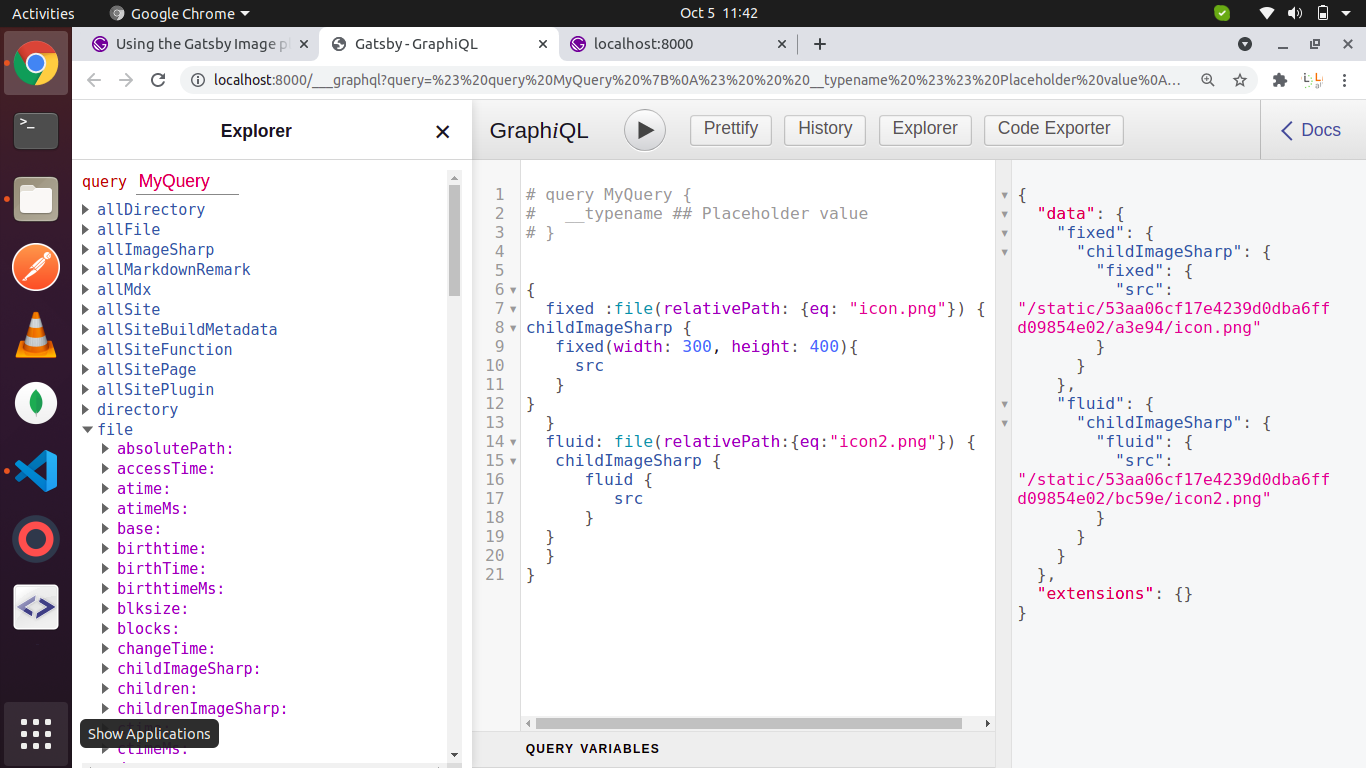 Activities
Google Chrome
Oct 5 11:42
Using the Gatsby Image p
Gatsby - GraphiQL
localhost:8000
localhost:8000/___graphql?query=%23%20query%20MyQuery%20%7B%0A%23%20%20%20__typename%20%23%23%20Placeholder%20value%0A...
Explorer
GraphiQL
Prettify
History
Explorer
Code Exporter
Docs
query MyQuery
allDirectory
allFile
allImageSharp
allMarkdownRemark
allMdx
allSite
allSiteBuildMetadata
allSiteFunction
allSitePage
allSitePlugin
directory
file
absolutePath:
accessTime:
atime:
atimeMs:
base:
birthtime:
birthTime:
birthtimeMs:
blksize:
blocks:
changeTime:
childImageSharp:
children:
childrenImageSharp:
ctimeMs:
Show Applications
1 # query MyQuery {
2 #   __typename ## Placeholder value
3 # }
4
5
6 {
7   fixed :file(relativePath: {eq: "icon.png"}) {
8 childImageSharp {
9    fixed(width: 300, height: 400){
10      src
11    }
12 }
13   }
14   fluid: file(relativePath:{eq:"icon2.png"}) {
15    childImageSharp {
16       fluid {
17          src
18       }
19   }
20   }
21 }
QUERY VARIABLES
{
  "data": {
    "fixed": {
      "childImageSharp": {
        "fixed": {
          "src":
"/static/53aa06cf17e4239d0dba6ff
d09854e02/a3e94/icon.png"
        }
      }
    },
    "fluid": {
      "childImageSharp": {
        "fluid": {
          "src":
"/static/53aa06cf17e4239d0dba6ff
d09854e02/bc59e/icon2.png"
        }
      }
    }
  },
  "extensions": {}
}